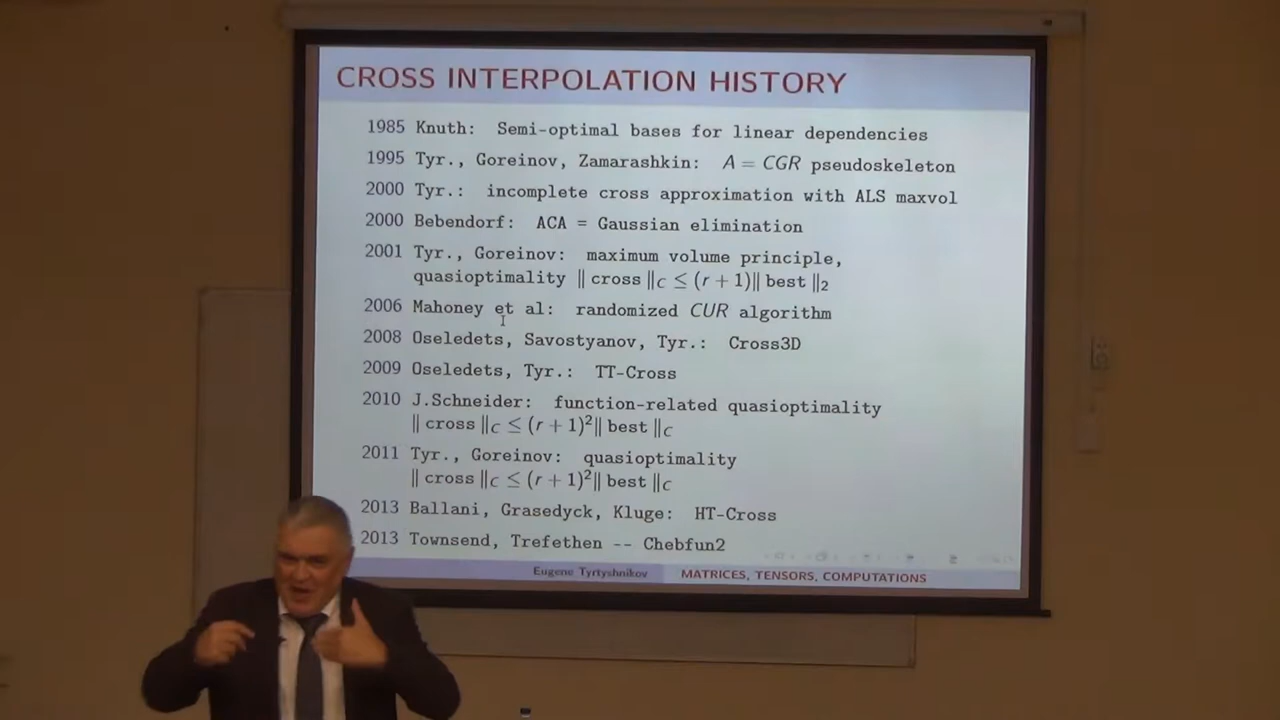 CROSS INTERPOLATION HISTORY
1985 Knuth: Semi-optimal bases for linear dependencies
1995 Tyr., Goreinov, Zamarashkin: A = CGR pseudoskeleton
2000 Tyr.: incomplete cross approximation with ALS maxvol
2000 Bebendorf: ACA = Gaussian elimination
2001 Tyr., Goreinov: maximum volume principle,
quasioptimality ‖ cross ‖C ≤ (r + 1)‖ best ‖2
2006 Mahoney et al: randomized CUR algorithm
2008 Oseledets, Savostyanov, Tyr.: Cross3D
2009 Oseledets, Tyr.: TT-Cross
2010 J.Schneider: function-related quasioptimality
‖ cross ‖C ≤ (r + 1)²‖ best ‖C
2011 Tyr., Goreinov: quasioptimality
‖ cross ‖C ≤ (r + 1)²‖ best ‖C
2013 Ballani, Grasedyck, Kluge: HT-Cross
2013 Townsend, Trefethen -- Chebfun2
Eugene Tyrtyshnikov MATRICES, TENSORS, COMPUTATIONS